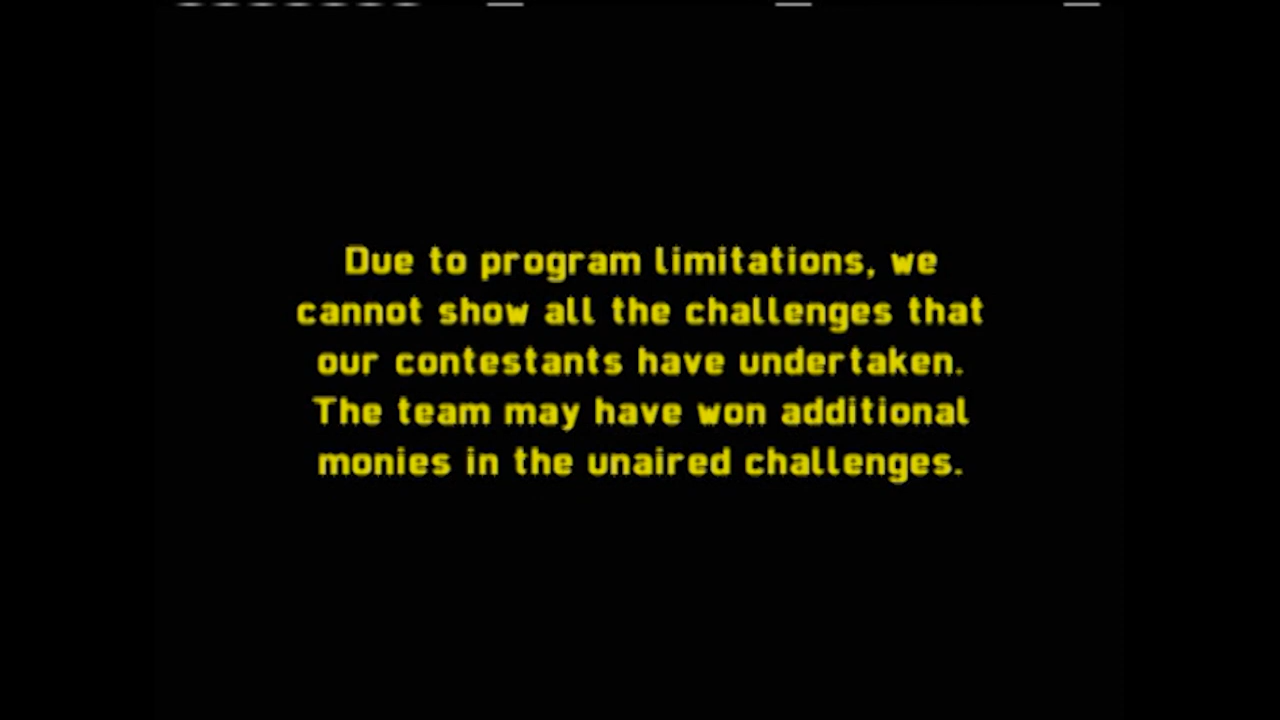 Due to program limitations, we
cannot show all the challenges that
our contestants have undertaken.
The team may have won additional
monies in the unaired challenges.